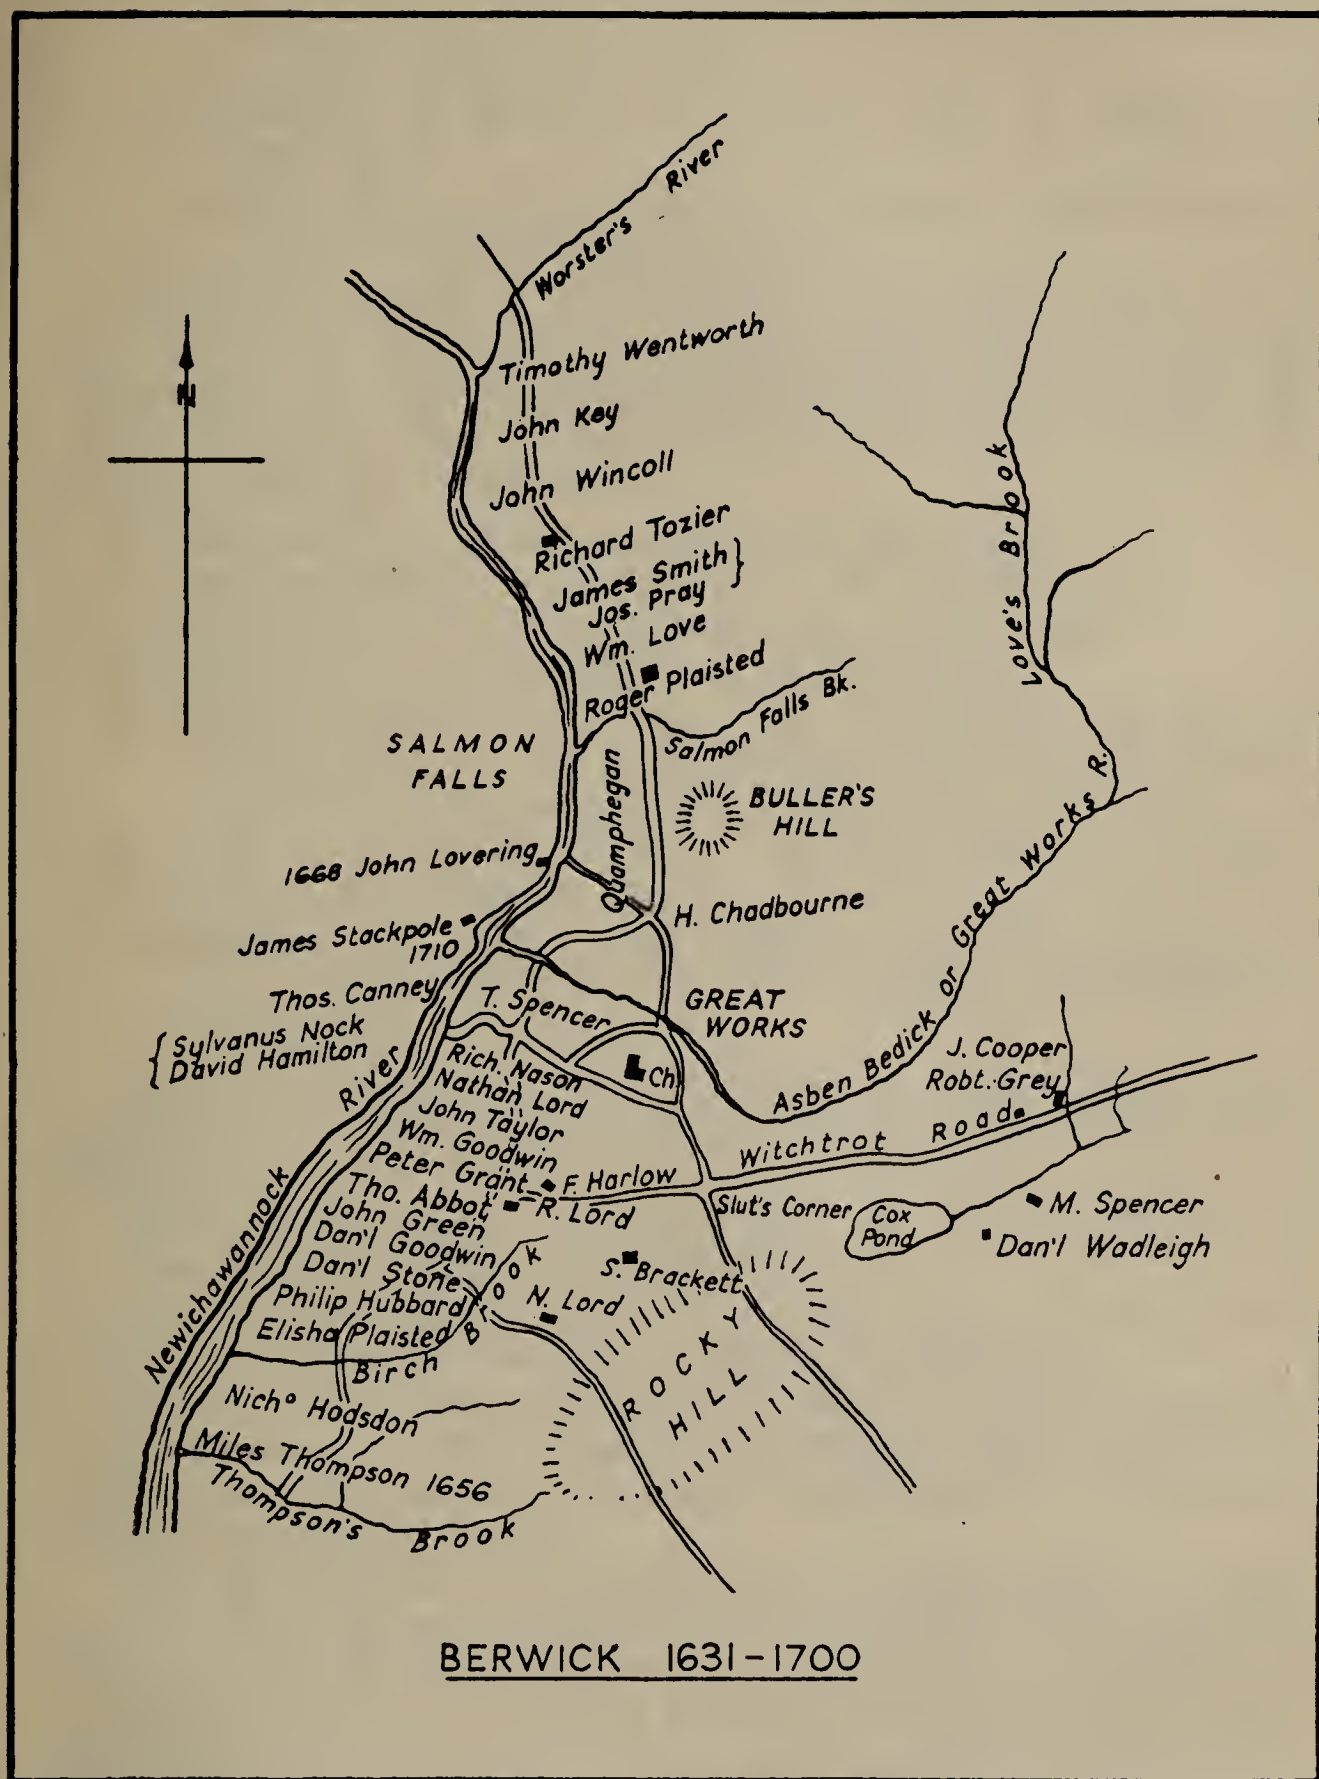 Worster's River
N
Timothy Wentworth
John Key
John Wincoll
Richard Tozier
James Smith }
Jos. Pray
Wm. Love
Roger Plaisted
Salmon Falls Bk.
Love's Brook
SALMON
FALLS
Quamphegan
BULLER'S
HILL
1668 John Lovering
H. Chadbourne
James Stackpole
1710
Thos. Canney
{ Sylvanus Nock
David Hamilton
T. Spencer
GREAT
WORKS
Asben Bedick or Great Works R.
J. Cooper
Robt. Grey
Ch.
Witchtrot Road
Newichawannock River
Rich. Nason
Nathan Lord
John Taylor
Wm. Goodwin
Peter Grant
F. Harlow
Tho. Abbot
R. Lord
Slut's Corner
Cox
Pond
M. Spencer
Dan'l Wadleigh
John Green
Dan'l Goodwin
Dan'l Stone
S. Brackett
Philip Hubbard
N. Lord
Elisha Plaisted
Birch BROOK
ROCKY
HILL
Nicho Hodsdon
Miles Thompson 1656
Thompson's Brook
BERWICK 1631-1700